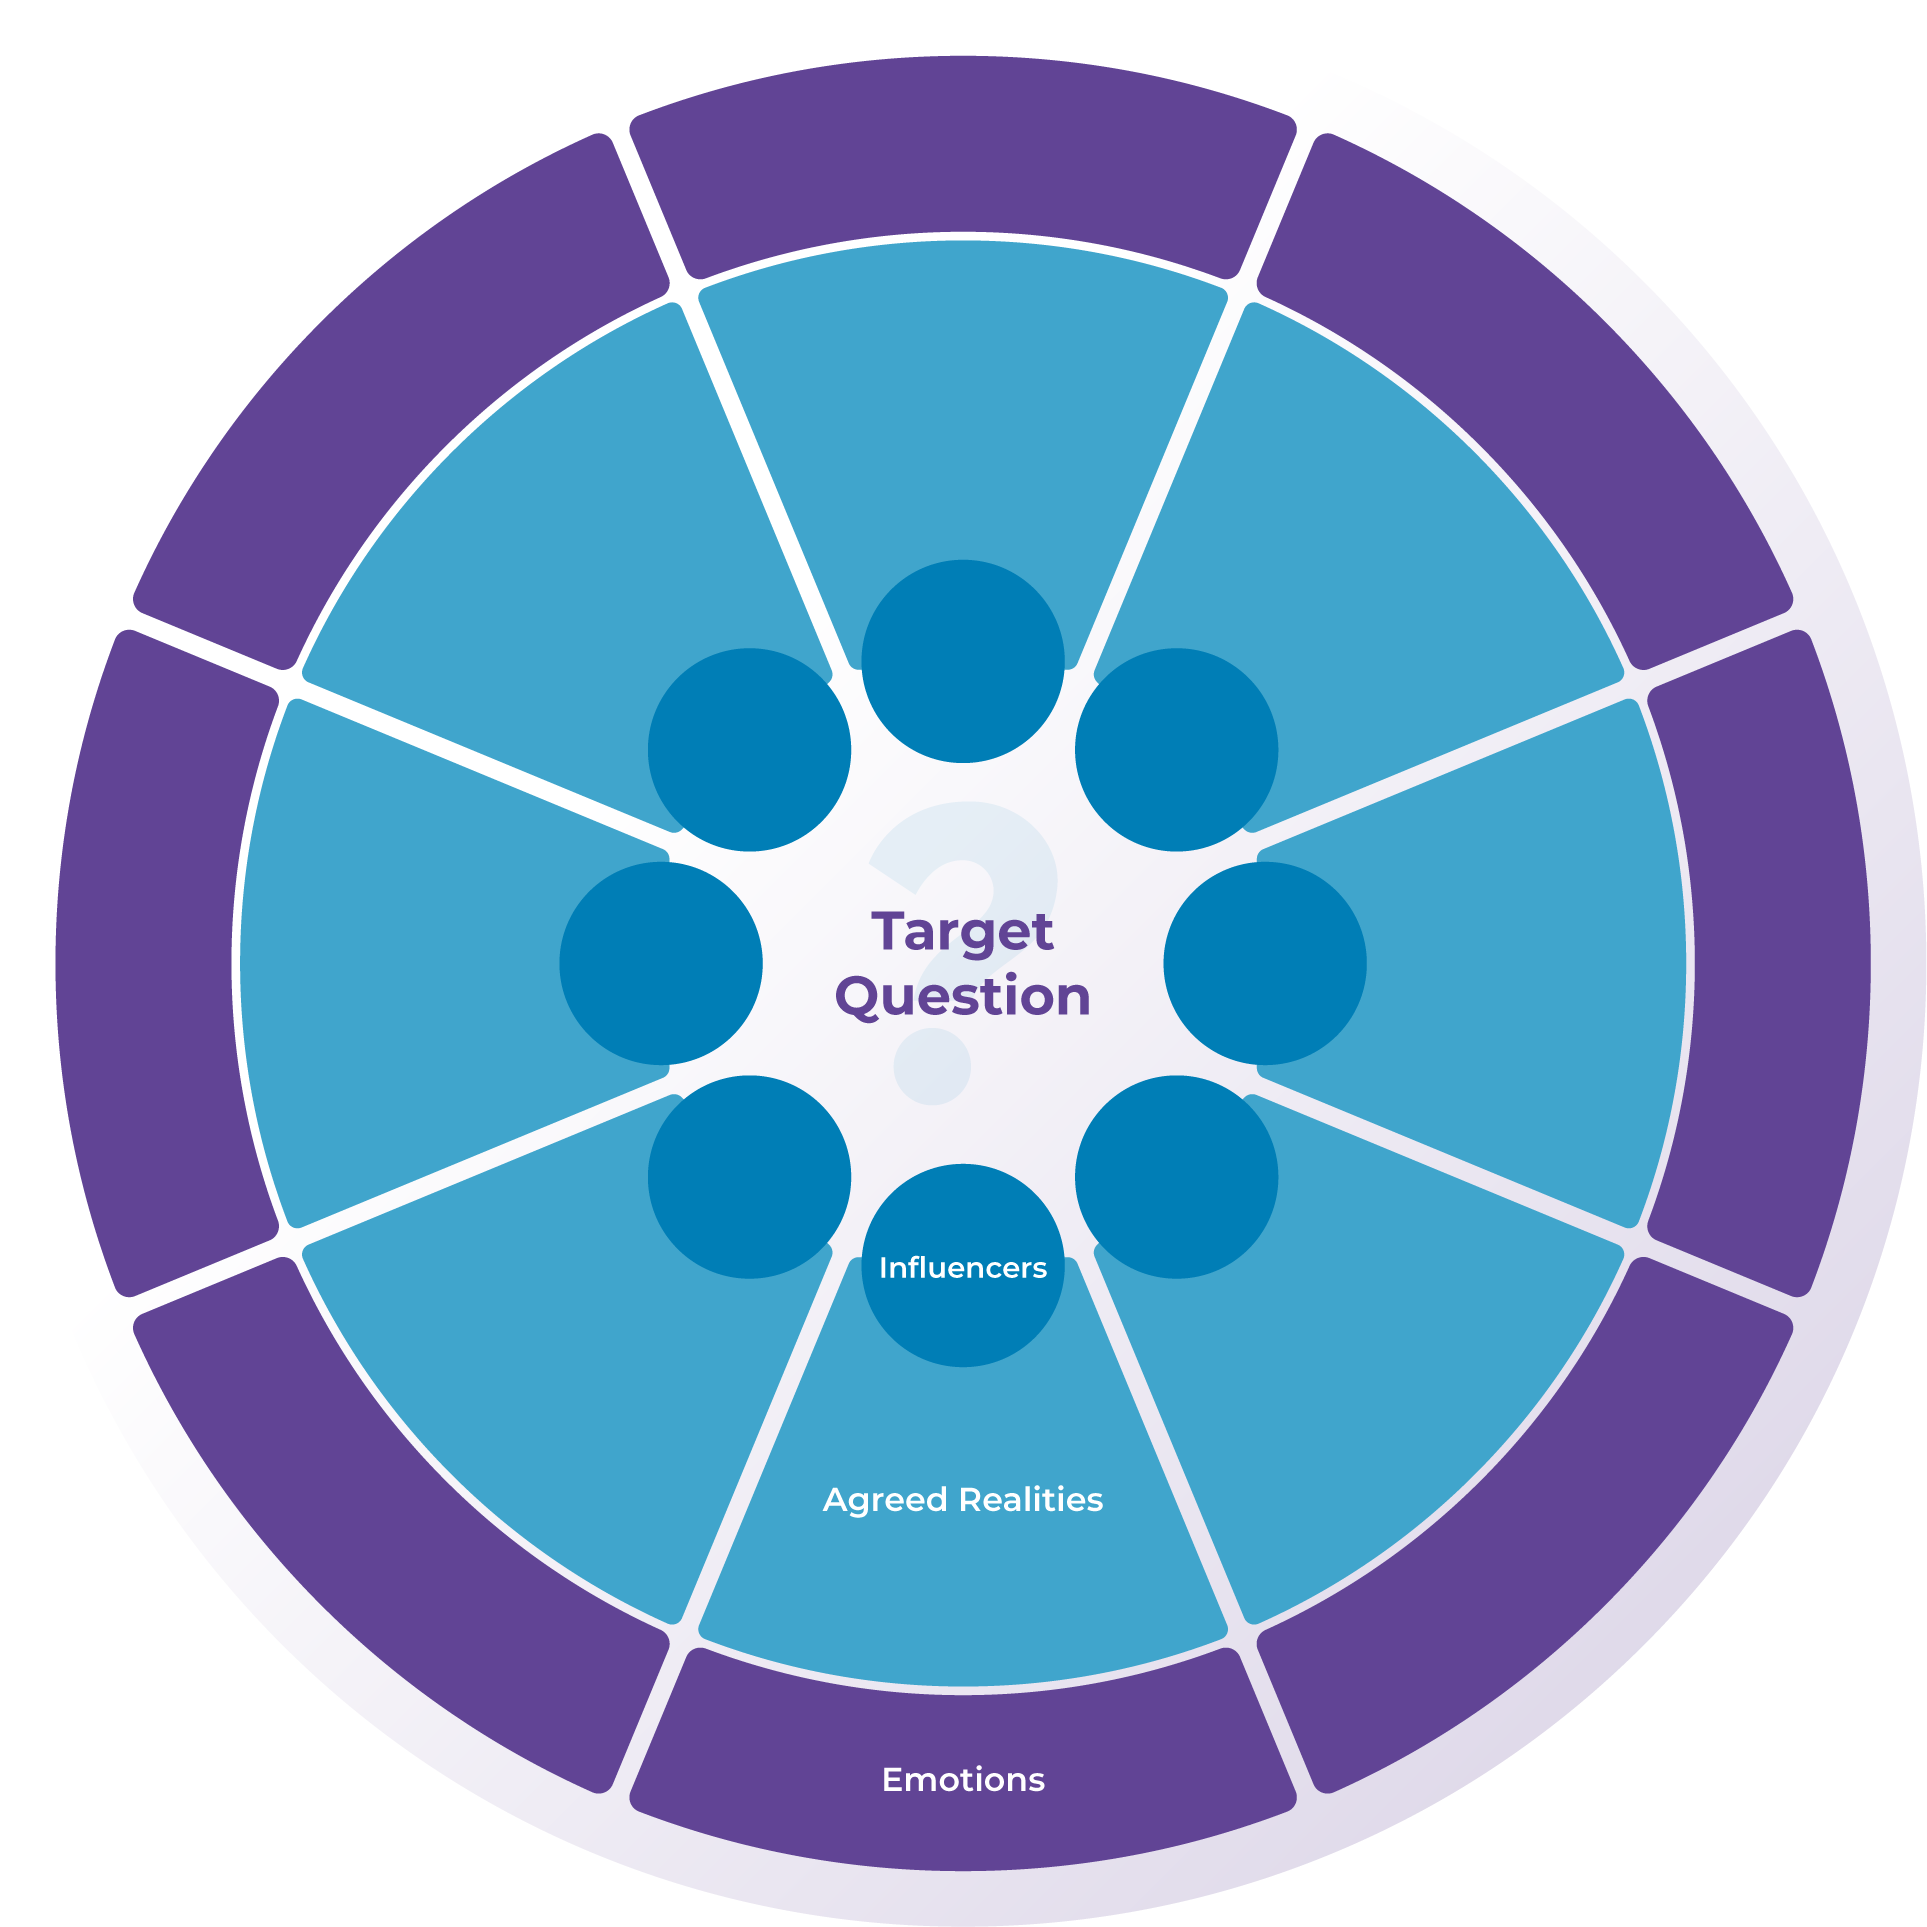 Target
Question
Influencers
Agreed Realities
Emotions